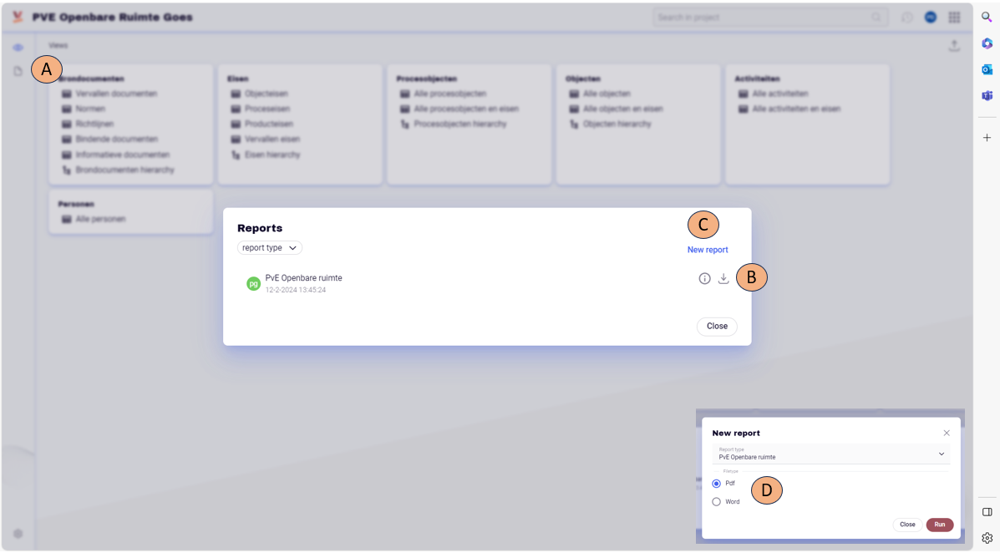 PVE Openbare Ruimte Goes
Search in project
Views
A
Brondocumenten
Vervallen documenten
Normen
Richtlijnen
Bindende documenten
Informatieve documenten
Brondocumenten hierarchy
Eisen
Objecteisen
Proceseisen
Producteisen
Vervallen eisen
Eisen hierarchy
Procesobjecten
Alle procesobjecten
Alle procesobjecten en eisen
Procesobjecten hierarchy
Objecten
Alle objecten
Alle objecten en eisen
Objecten hierarchy
Activiteiten
Alle activiteiten
Alle activiteiten en eisen
Personen
Alle personen
Reports
C
report type
New report
pg
PvE Openbare ruimte
12-2-2024 13:45:24
B
Close
New report
Report type
PvE Openbare ruimte
Filetype
Pdf
D
Word
Close
Run